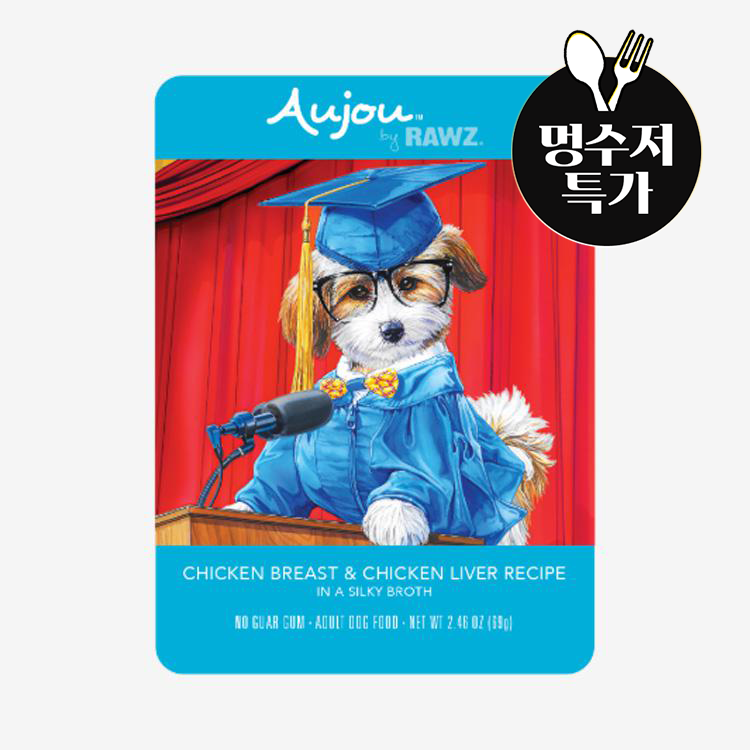 Aujou™
by RAWZ®
멍수저
특가
CHICKEN BREAST & CHICKEN LIVER RECIPE
IN A SILKY BROTH
NO GUAR GUM • ADULT DOG FOOD • NET WT 2.46 OZ (69g)